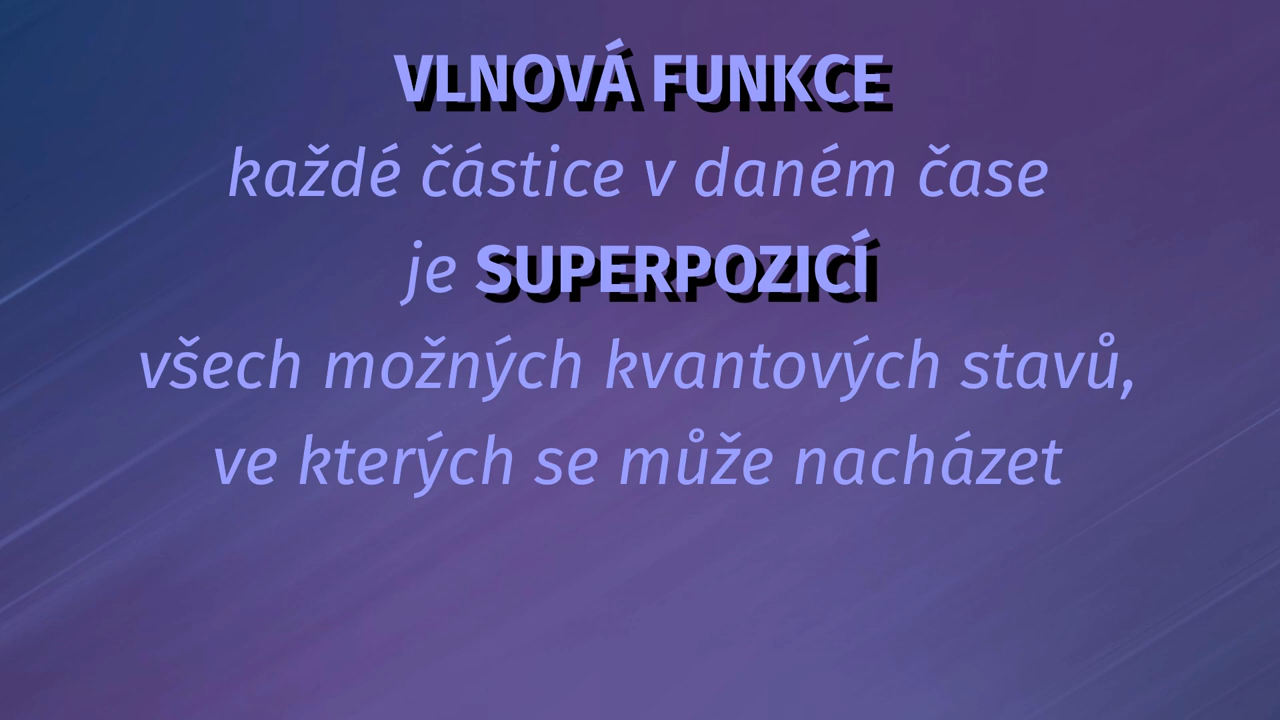 VLNOVÁ FUNKCE
každé částice v daném čase
je SUPERPOZICÍ
všech možných kvantových stavů,
ve kterých se může nacházet